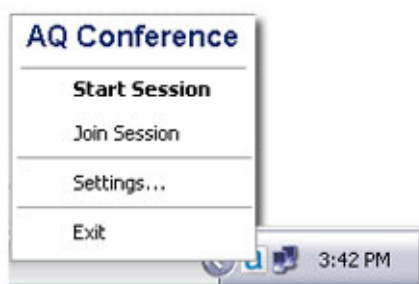 AQ Conference
Start Session
Join Session
Settings...
Exit
a
3:42 PM